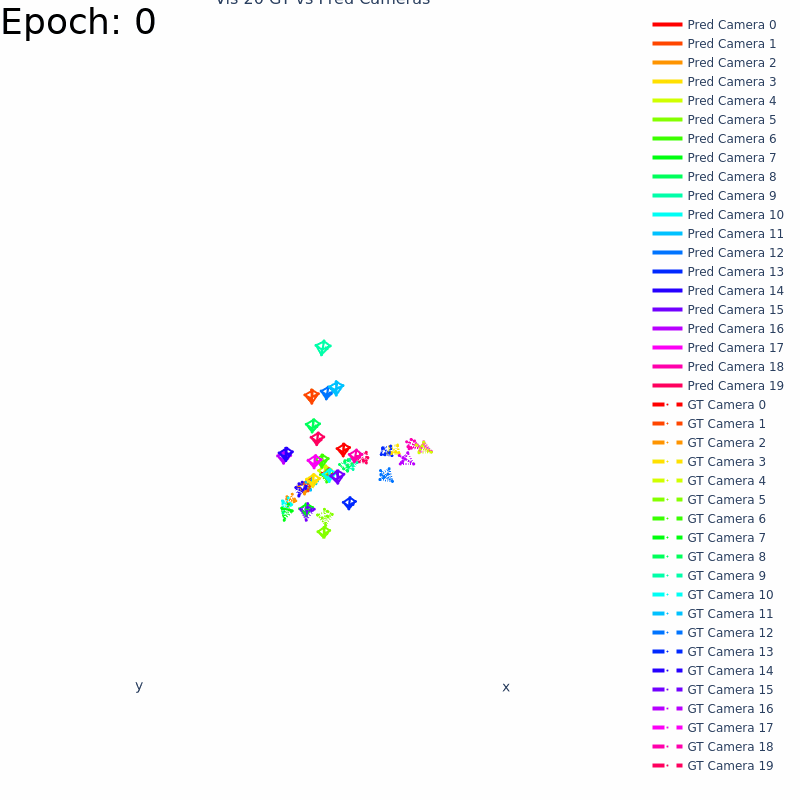 Vis 20 GT vs Pred Cameras
Epoch: 0
Pred Camera 0
Pred Camera 1
Pred Camera 2
Pred Camera 3
Pred Camera 4
Pred Camera 5
Pred Camera 6
Pred Camera 7
Pred Camera 8
Pred Camera 9
Pred Camera 10
Pred Camera 11
Pred Camera 12
Pred Camera 13
Pred Camera 14
Pred Camera 15
Pred Camera 16
Pred Camera 17
Pred Camera 18
Pred Camera 19
GT Camera 0
GT Camera 1
GT Camera 2
GT Camera 3
GT Camera 4
GT Camera 5
GT Camera 6
GT Camera 7
GT Camera 8
GT Camera 9
GT Camera 10
GT Camera 11
GT Camera 12
GT Camera 13
GT Camera 14
GT Camera 15
GT Camera 16
GT Camera 17
GT Camera 18
GT Camera 19
y
x